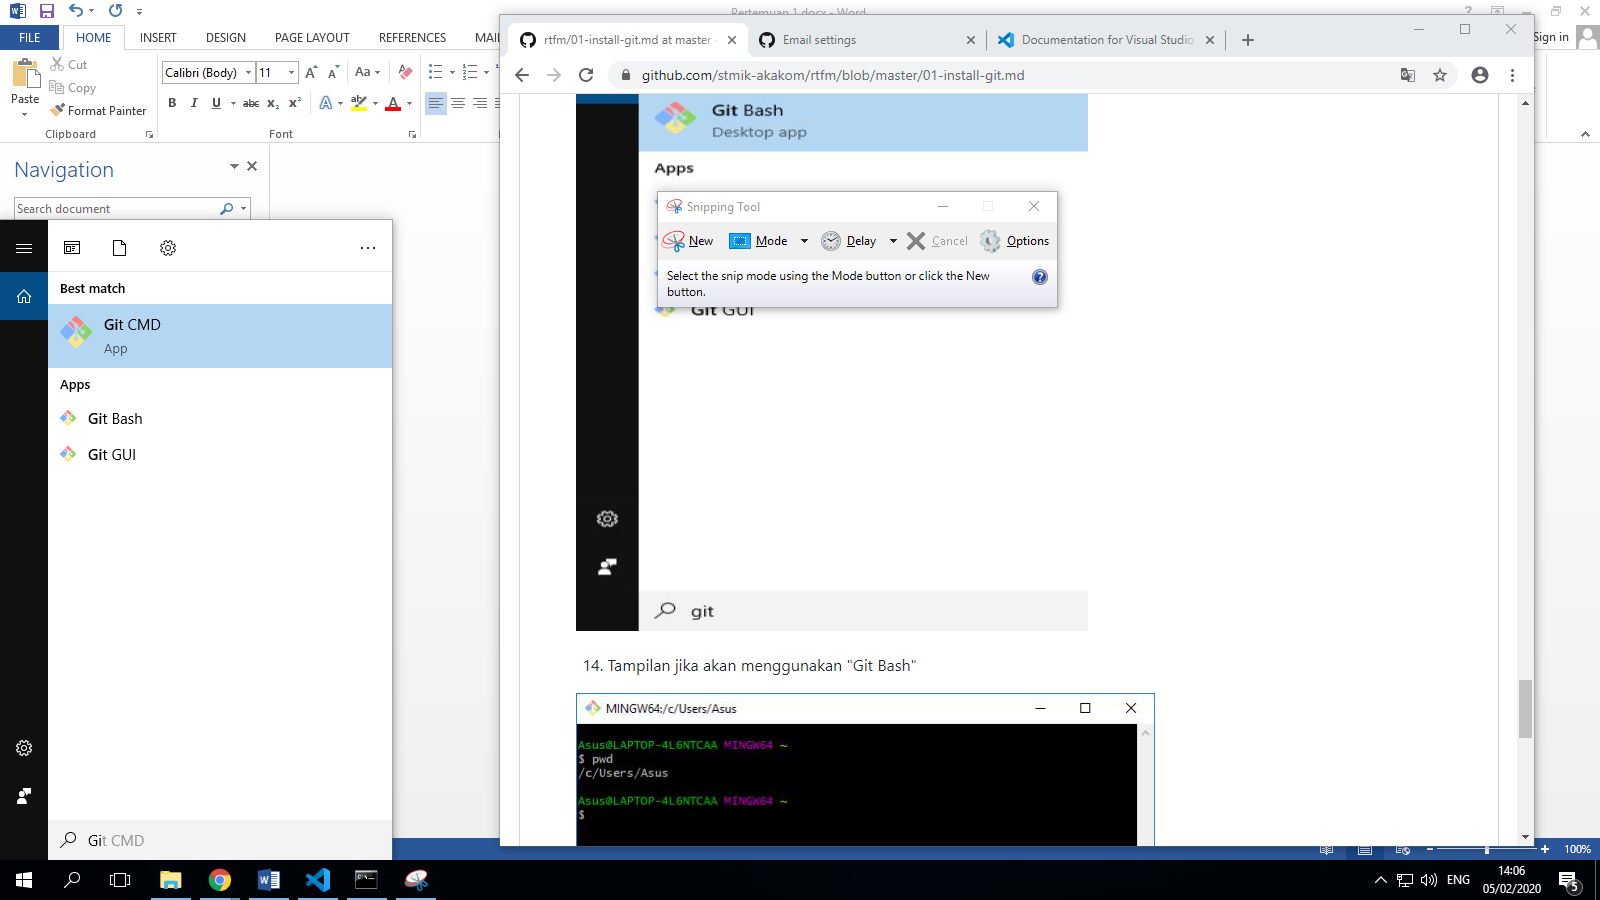 Pertemuan 1.docx - Word
FILE
HOME
INSERT
DESIGN
PAGE LAYOUT
REFERENCES
MAIL
Sign in
Paste
Cut
Copy
Format Painter
Clipboard
Calibri (Body)
11
Aa
B I U abc x₂ x²
Font
Navigation
Search document
Best match
Git CMD
App
Apps
Git Bash
Git GUI
Git CMD
rtfm/01-install-git.md at master
Email settings
Documentation for Visual Studio
github.com/stmik-akakom/rtfm/blob/master/01-install-git.md
Git Bash
Desktop app
Apps
Snipping Tool
New
Mode
Delay
Cancel
Options
Select the snip mode using the Mode button or click the New
button.
Git GUI
git
14. Tampilan jika akan menggunakan "Git Bash"
MINGW64:/c/Users/Asus
Asus@LAPTOP-4L6NTCAA MINGW64 ~
$ pwd
/c/Users/Asus
Asus@LAPTOP-4L6NTCAA MINGW64 ~
$
100%
ENG
14:06
05/02/2020
5